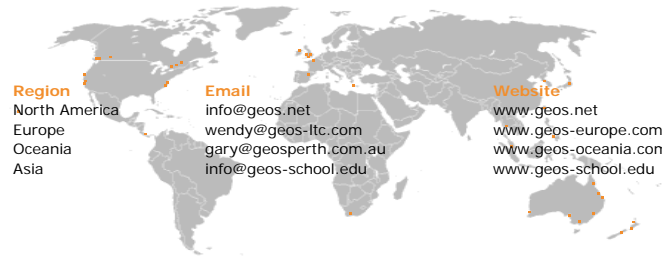 Region Email Website
North America info@geos.net www.geos.net
Europe wendy@geos-ltc.com www.geos-europe.com
Oceania gary@geosperth.com.au www.geos-oceania.com
Asia info@geos-school.edu www.geos-school.edu